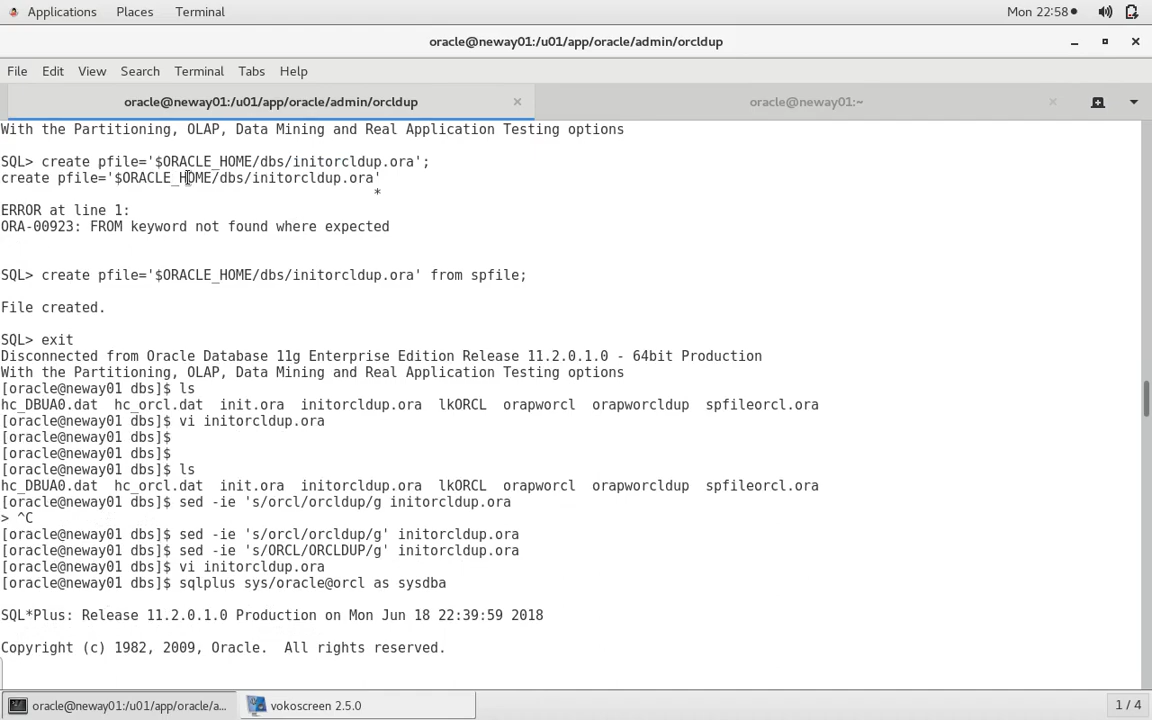 Applications Places Terminal Mon 22:58
oracle@neway01:/u01/app/oracle/admin/orcldup
File Edit View Search Terminal Tabs Help
oracle@neway01:/u01/app/oracle/admin/orcldup oracle@neway01:~
With the Partitioning, OLAP, Data Mining and Real Application Testing options
SQL> create pfile='$ORACLE_HOME/dbs/initorcldup.ora';
create pfile='$ORACLE_HOME/dbs/initorcldup.ora'
*
ERROR at line 1:
ORA-00923: FROM keyword not found where expected
SQL> create pfile='$ORACLE_HOME/dbs/initorcldup.ora' from spfile;
File created.
SQL> exit
Disconnected from Oracle Database 11g Enterprise Edition Release 11.2.0.1.0 - 64bit Production
With the Partitioning, OLAP, Data Mining and Real Application Testing options
[oracle@neway01 dbs]$ ls
hc_DBUA0.dat  hc_orcl.dat  init.ora  initorcldup.ora  lkORCL  orapworcl  orapworcldup  spfileorcl.ora
[oracle@neway01 dbs]$ vi initorcldup.ora
[oracle@neway01 dbs]$
[oracle@neway01 dbs]$
[oracle@neway01 dbs]$ ls
hc_DBUA0.dat  hc_orcl.dat  init.ora  initorcldup.ora  lkORCL  orapworcl  orapworcldup  spfileorcl.ora
[oracle@neway01 dbs]$ sed -ie 's/orcl/orcldup/g initorcldup.ora
> ^C
[oracle@neway01 dbs]$ sed -ie 's/orcl/orcldup/g' initorcldup.ora
[oracle@neway01 dbs]$ sed -ie 's/ORCL/ORCLDUP/g' initorcldup.ora
[oracle@neway01 dbs]$ vi initorcldup.ora
[oracle@neway01 dbs]$ sqlplus sys/oracle@orcl as sysdba
SQL*Plus: Release 11.2.0.1.0 Production on Mon Jun 18 22:39:59 2018
Copyright (c) 1982, 2009, Oracle.  All rights reserved.
oracle@neway01:/u01/app/oracle/a... vokoscreen 2.5.0 1 / 4